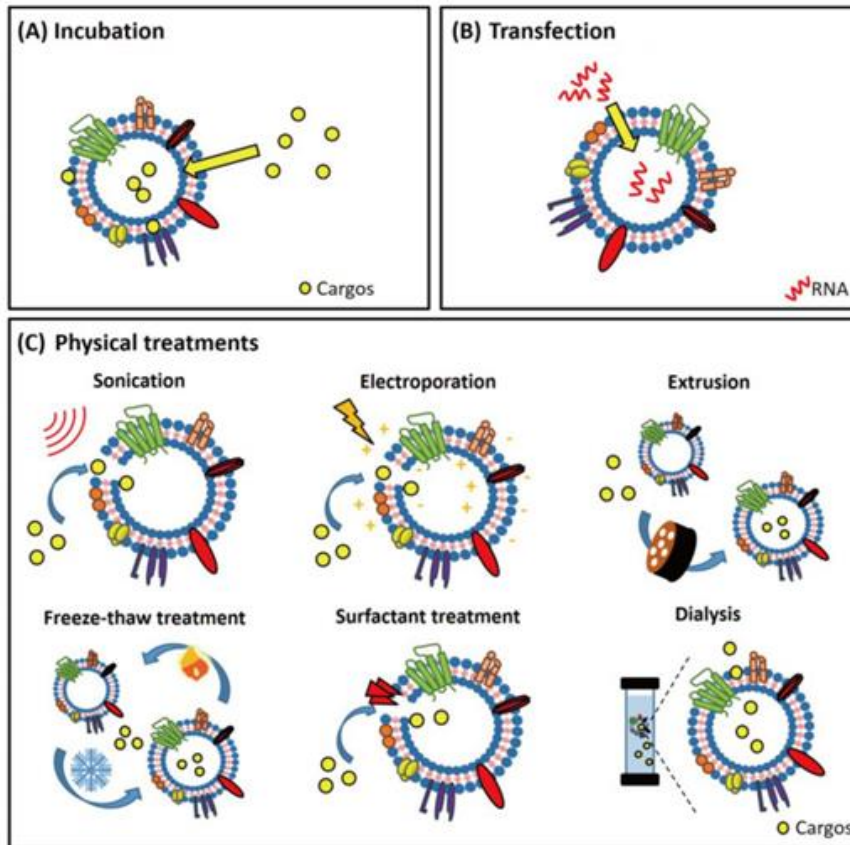 (A) Incubation
Cargos
(B) Transfection
RNA
(C) Physical treatments
Sonication
Electroporation
Extrusion
Freeze-thaw treatment
Surfactant treatment
Dialysis
Cargos